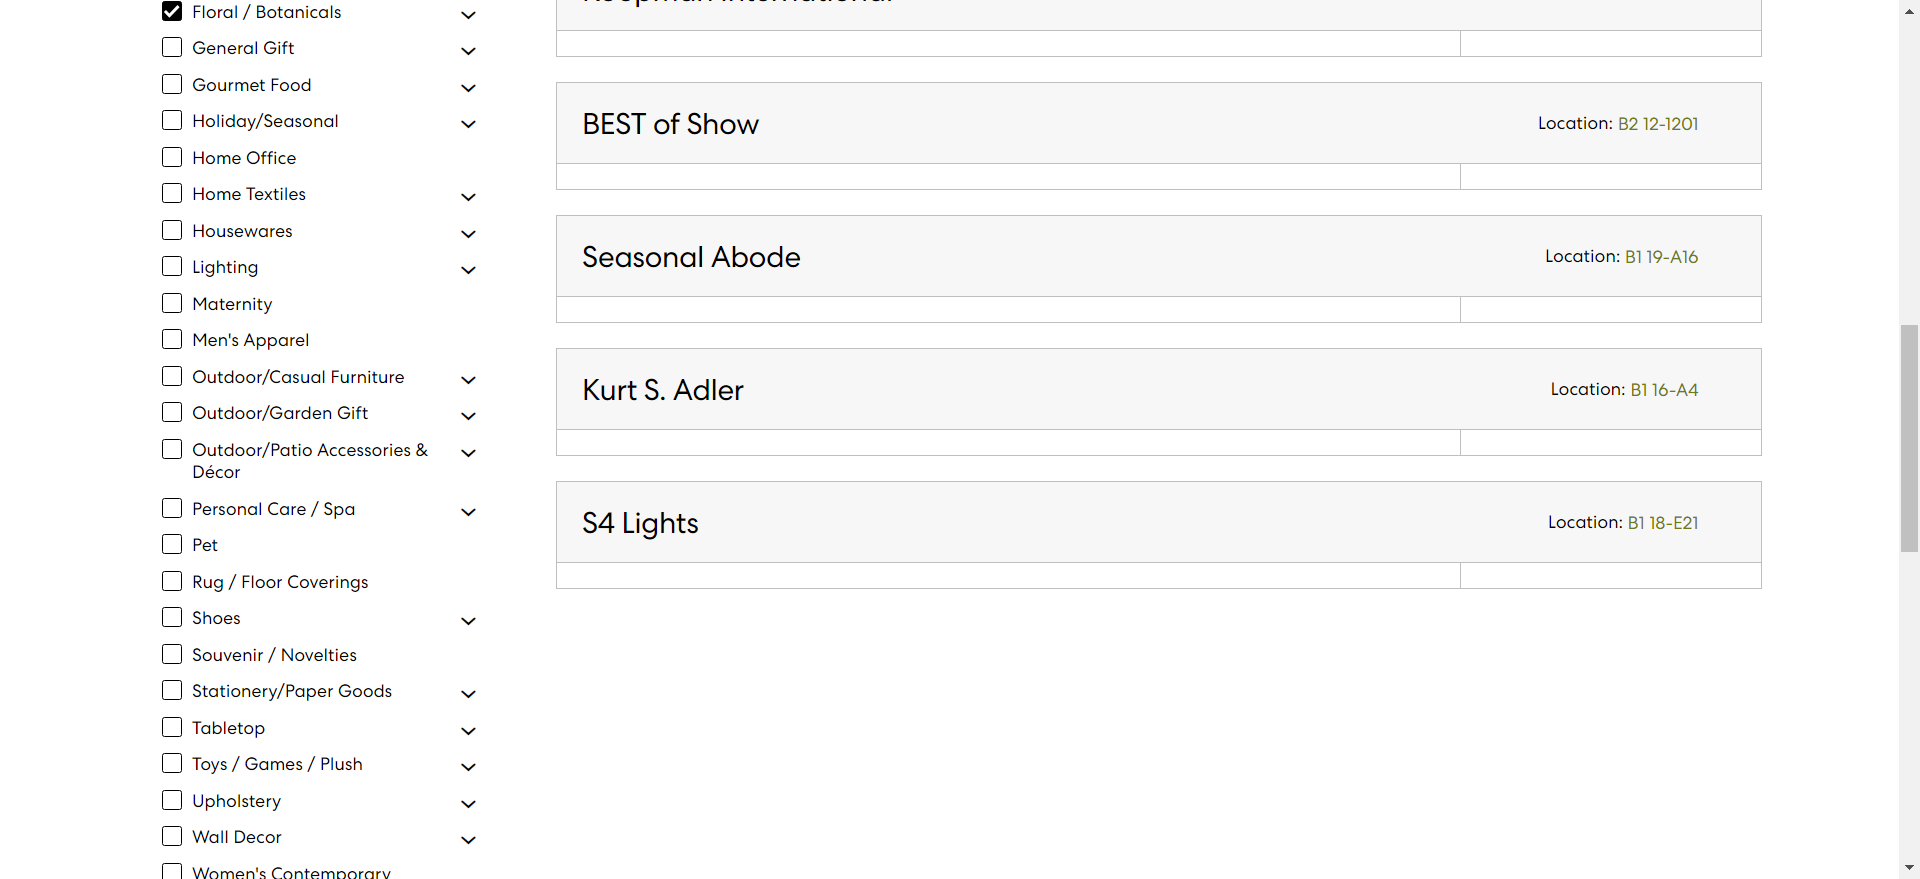 Floral / Botanicals
General Gift
Gourmet Food
Holiday/Seasonal
Home Office
Home Textiles
Housewares
Lighting
Maternity
Men's Apparel
Outdoor/Casual Furniture
Outdoor/Garden Gift
Outdoor/Patio Accessories &
Décor
Personal Care / Spa
Pet
Rug / Floor Coverings
Shoes
Souvenir / Novelties
Stationery/Paper Goods
Tabletop
Toys / Games / Plush
Upholstery
Wall Decor
Women's Contemporary
International
BEST of Show
Location: B2 12-1201
Seasonal Abode
Location: B1 19-A16
Kurt S. Adler
Location: B1 16-A4
S4 Lights
Location: B1 18-E21